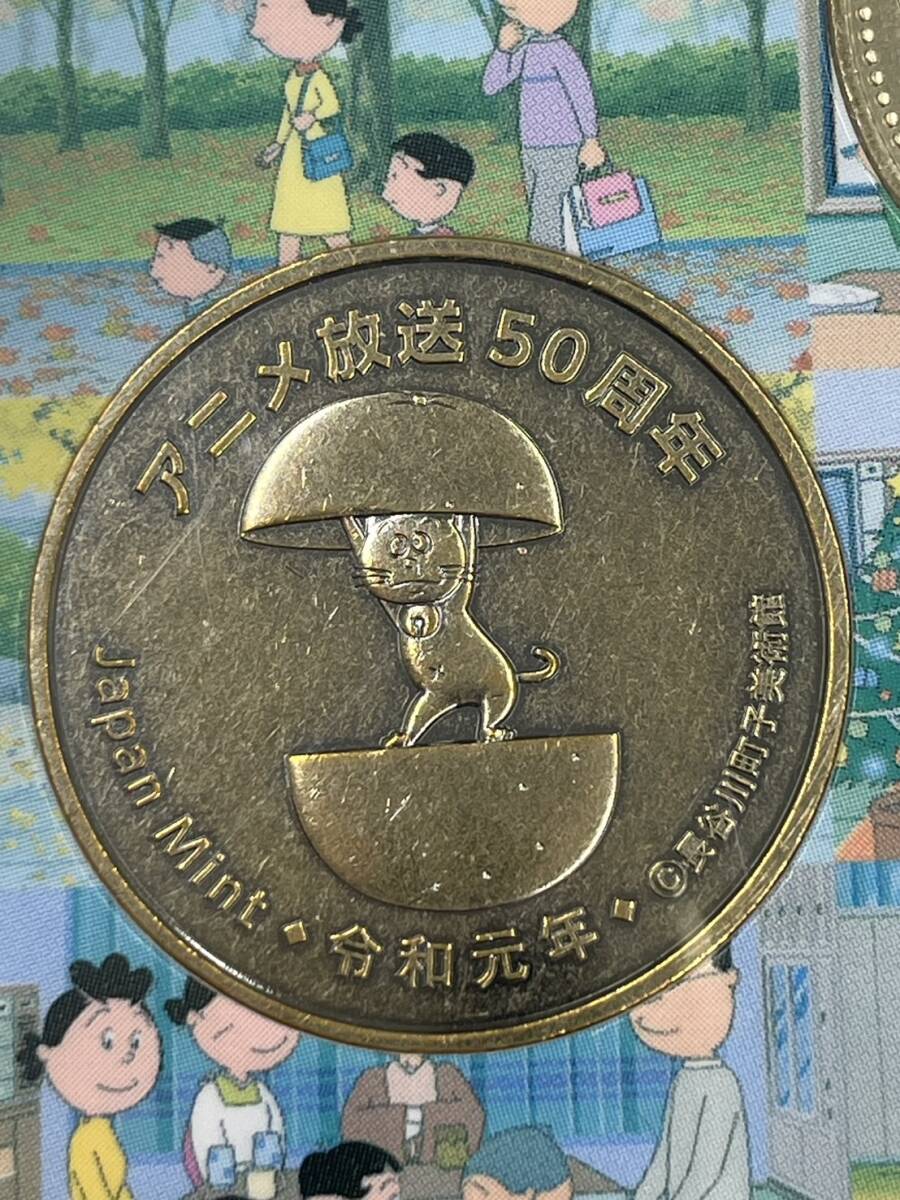 アニメ放送50周年
Japan Mint
令和元年
©長谷川町子美術館